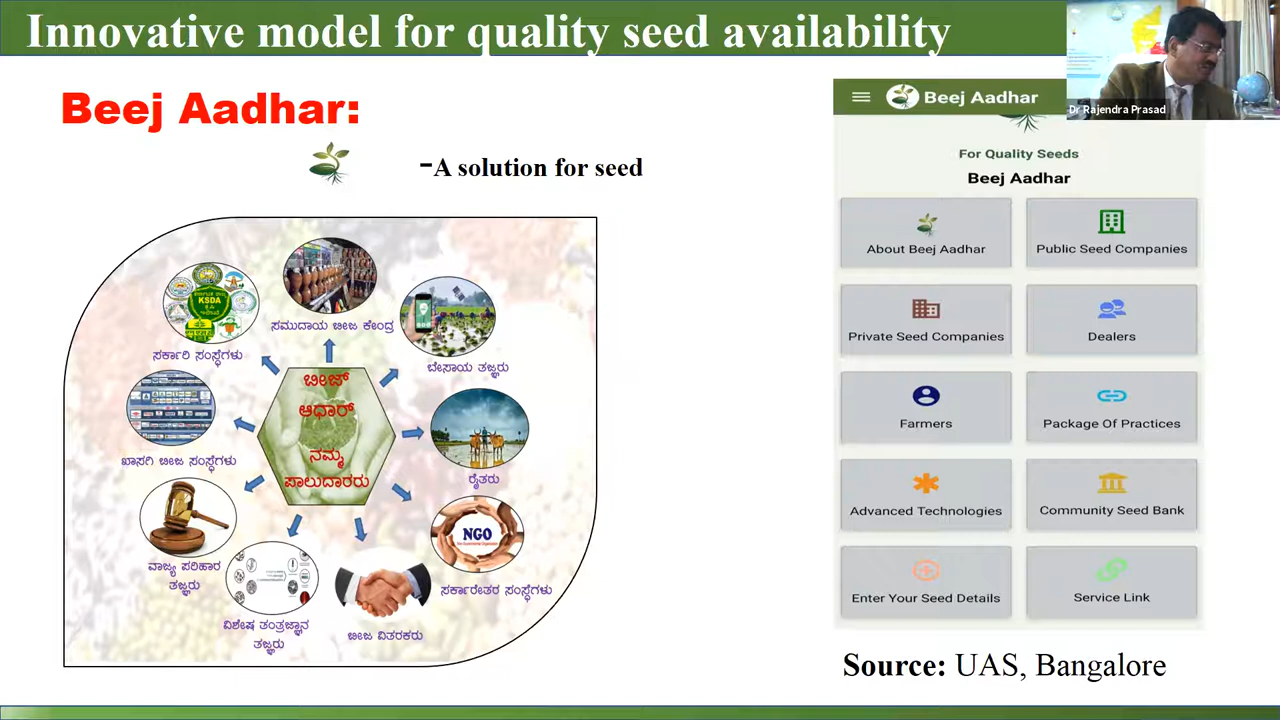 Innovative model for quality seed availability
Dr Rajendra Prasad
Beej Aadhar:
-A solution for seed
ಸಮುದಾಯ ಬೀಜ ಕೇಂದ್ರ
KSDA
ಸರ್ಕಾರಿ ಸಂಸ್ಥೆಗಳು
ಬೇಸಾಯ ತಜ್ಞರು
ಬೀಜ್
ಆಧಾರ್
ನಮ್ಮ
ಪಾಲುದಾರರು
ಖಾಸಗಿ ಬೀಜ ಸಂಸ್ಥೆಗಳು
ರೈತರು
NGO
ವಾಜ್ಯ ಪರಿಹಾರ
ತಜ್ಞರು
ಸರ್ಕಾರೇತರ ಸಂಸ್ಥೆಗಳು
ವಿಶೇಷ ತಂತ್ರಜ್ಞಾನ
ತಜ್ಞರು
ಬೀಜ ವಿತರಕರು
Beej Aadhar
For Quality Seeds
Beej Aadhar
About Beej Aadhar
Public Seed Companies
Private Seed Companies
Dealers
Farmers
Package Of Practices
Advanced Technologies
Community Seed Bank
Enter Your Seed Details
Service Link
Source: UAS, Bangalore